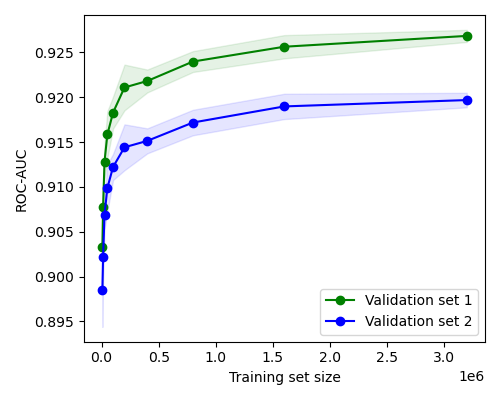 0.925
0.920
0.915
0.910
0.905
0.900
0.895
ROC-AUC
Validation set 1
Validation set 2
0.0 0.5 1.0 1.5 2.0 2.5 3.0
1e6
Training set size